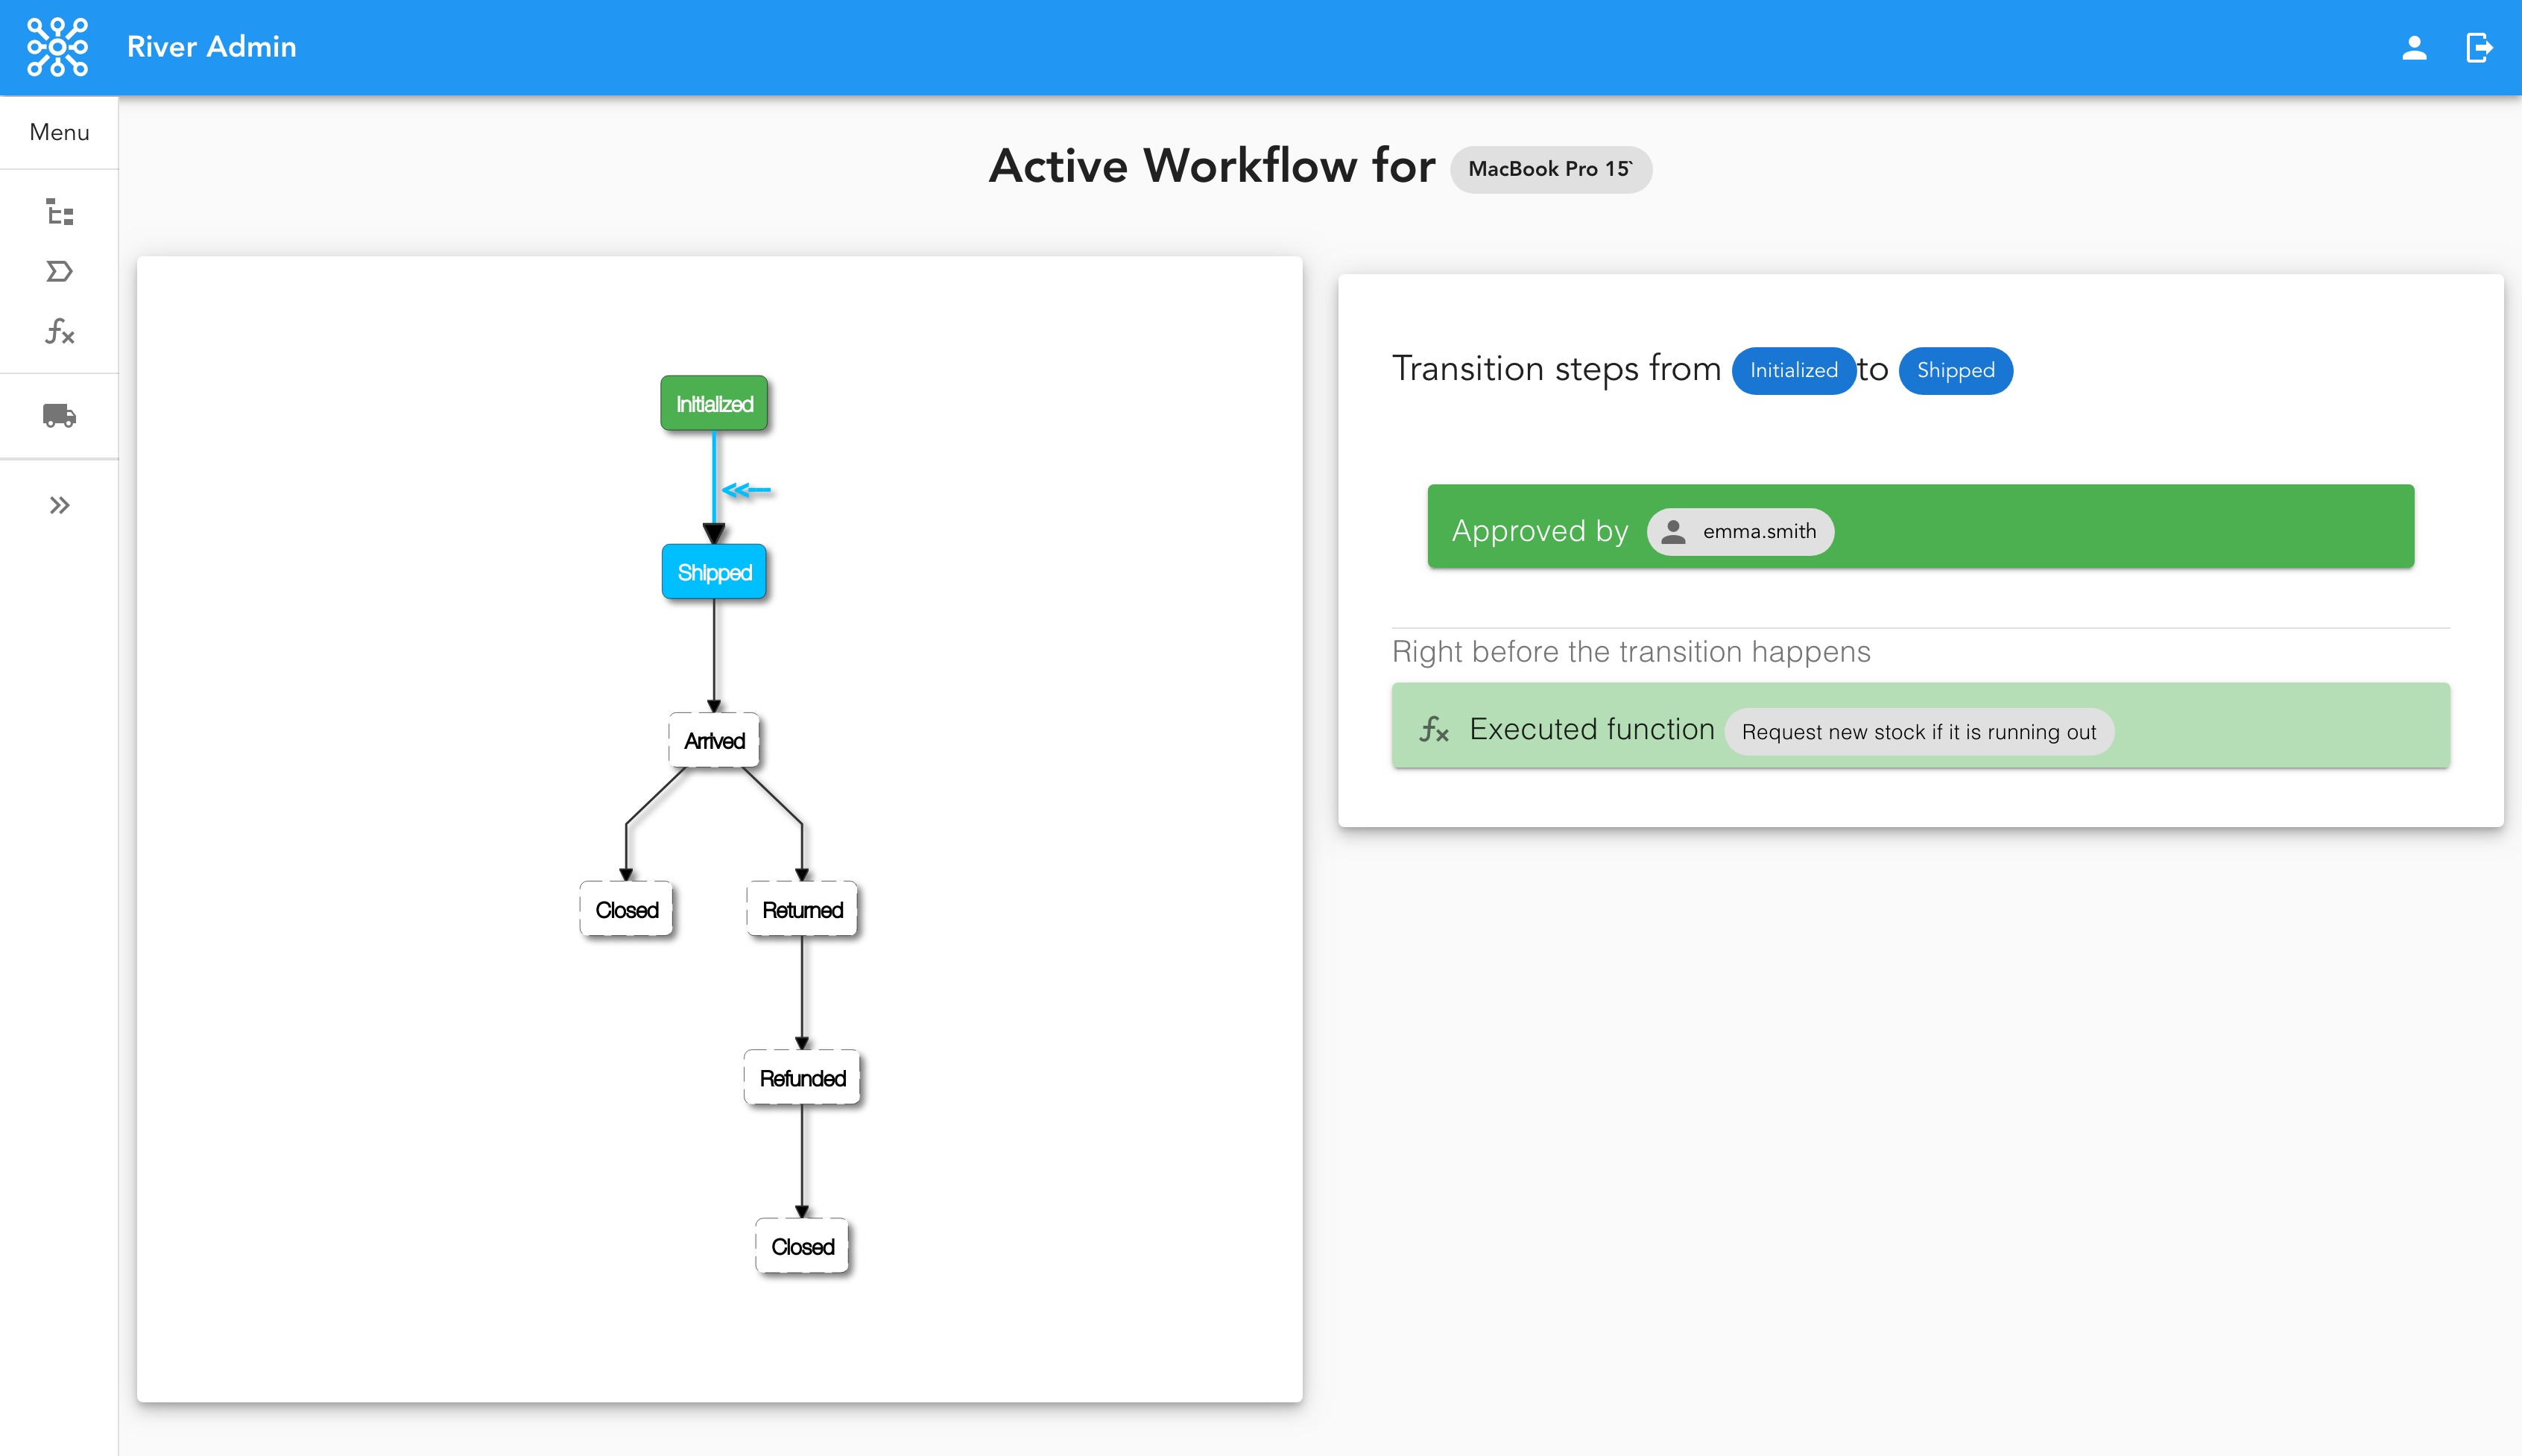 River Admin
Menu
Active Workflow for MacBook Pro 15`
Initialized
Shipped
Arrived
Closed Returned
Refunded
Closed
Transition steps from Initialized to Shipped
Approved by emma.smith
Right before the transition happens
fx Executed function Request new stock if it is running out